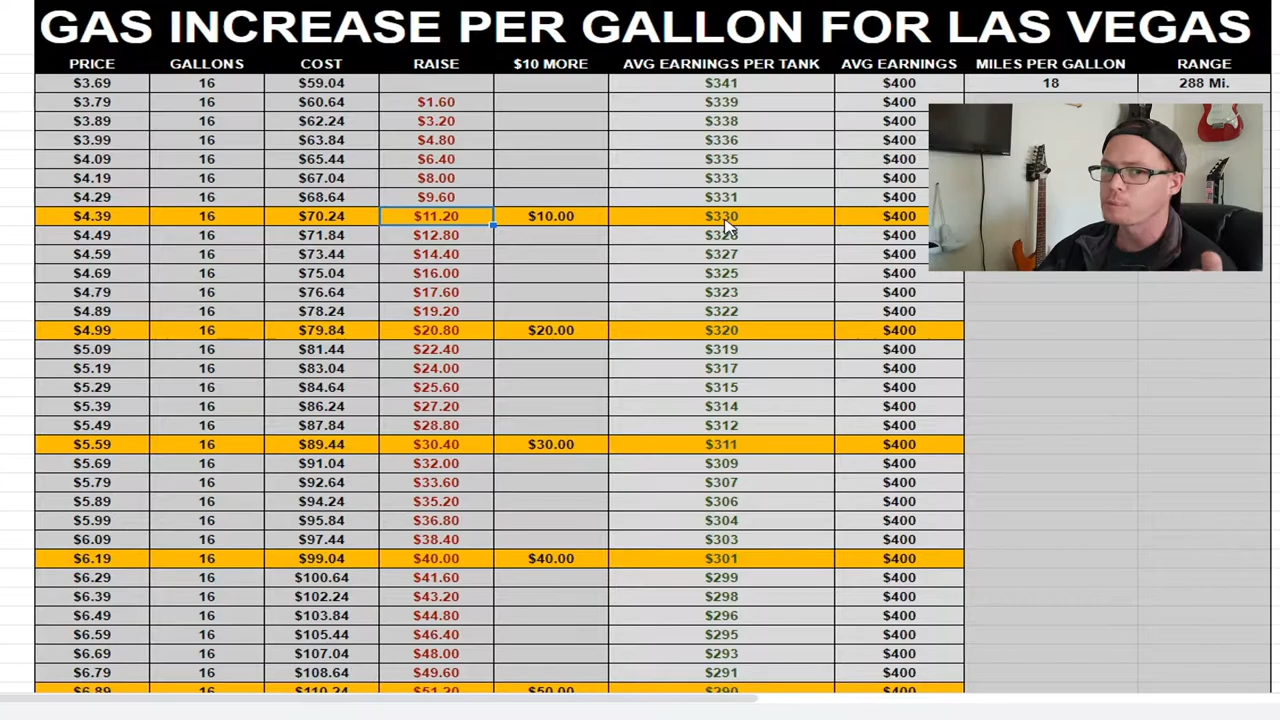 GAS INCREASE PER GALLON FOR LAS VEGAS
PRICE GALLONS COST RAISE $10 MORE AVG EARNINGS PER TANK AVG EARNINGS MILES PER GALLON RANGE
$3.69 16 $59.04 $341 $400 18 288 Mi.
$3.79 16 $60.64 $1.60 $339 $400
$3.89 16 $62.24 $3.20 $338 $400
$3.99 16 $63.84 $4.80 $336 $400
$4.09 16 $65.44 $6.40 $335 $400
$4.19 16 $67.04 $8.00 $333 $400
$4.29 16 $68.64 $9.60 $331 $400
$4.39 16 $70.24 $11.20 $10.00 $330 $400
$4.49 16 $71.84 $12.80 $328 $400
$4.59 16 $73.44 $14.40 $327 $400
$4.69 16 $75.04 $16.00 $325 $400
$4.79 16 $76.64 $17.60 $323 $400
$4.89 16 $78.24 $19.20 $322 $400
$4.99 16 $79.84 $20.80 $20.00 $320 $400
$5.09 16 $81.44 $22.40 $319 $400
$5.19 16 $83.04 $24.00 $317 $400
$5.29 16 $84.64 $25.60 $315 $400
$5.39 16 $86.24 $27.20 $314 $400
$5.49 16 $87.84 $28.80 $312 $400
$5.59 16 $89.44 $30.40 $30.00 $311 $400
$5.69 16 $91.04 $32.00 $309 $400
$5.79 16 $92.64 $33.60 $307 $400
$5.89 16 $94.24 $35.20 $306 $400
$5.99 16 $95.84 $36.80 $304 $400
$6.09 16 $97.44 $38.40 $303 $400
$6.19 16 $99.04 $40.00 $40.00 $301 $400
$6.29 16 $100.64 $41.60 $299 $400
$6.39 16 $102.24 $43.20 $298 $400
$6.49 16 $103.84 $44.80 $296 $400
$6.59 16 $105.44 $46.40 $295 $400
$6.69 16 $107.04 $48.00 $293 $400
$6.79 16 $108.64 $49.60 $291 $400
$6.89 16 $110.24 $51.20 $50.00 $290 $400